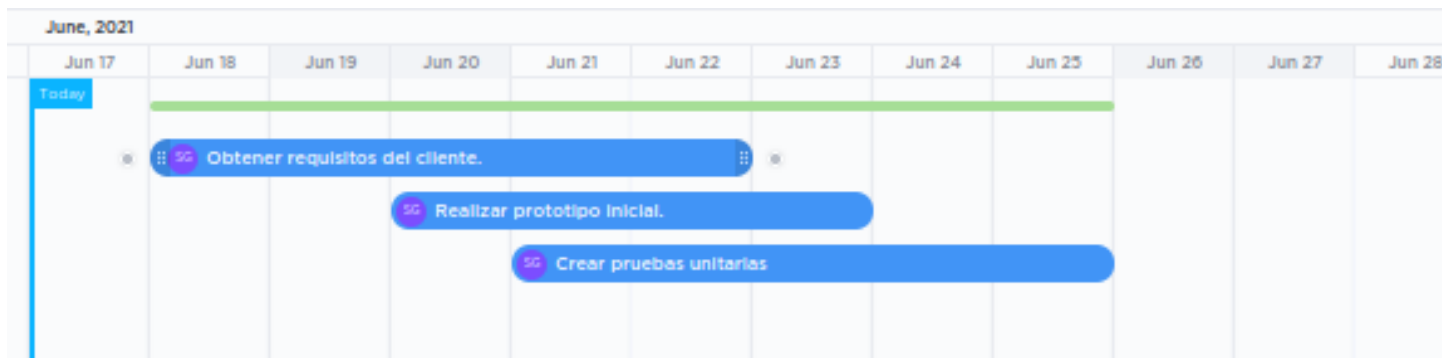 June, 2021
Jun 17 Jun 18 Jun 19 Jun 20 Jun 21 Jun 22 Jun 23 Jun 24 Jun 25 Jun 26 Jun 27 Jun 28
Today
SG Obtener requisitos del cliente.
SG Realizar prototipo inicial.
SG Crear pruebas unitarias